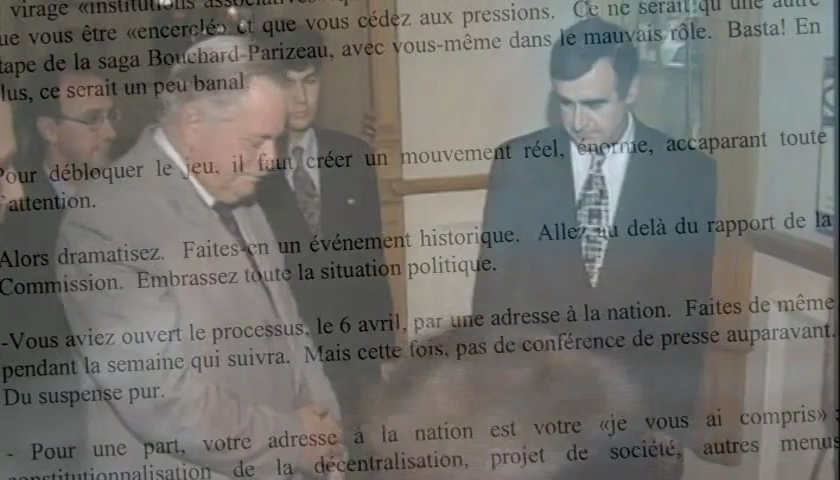 virage «institutions associatives»
ue vous être «encerclé» et que vous cédez aux pressions. Ce ne serait qu'une autre
tape de la saga Bouchard-Parizeau, avec vous-même dans le mauvais rôle. Basta! En
lus, ce serait un peu banal.
Pour débloquer le jeu, il faut créer un mouvement réel, énorme, accaparant toute
l'attention.
Alors dramatisez. Faites-en un événement historique. Allez au delà du rapport de la
Commission. Embrassez toute la situation politique.
-Vous aviez ouvert le processus, le 6 avril, par une adresse à la nation. Faites de même
pendant la semaine qui suivra. Mais cette fois, pas de conférence de presse auparavant.
Du suspense pur.
- Pour une part, votre adresse à la nation est votre «je vous ai compris» :
constitutionnalisation de la décentralisation, projet de société, autres menus